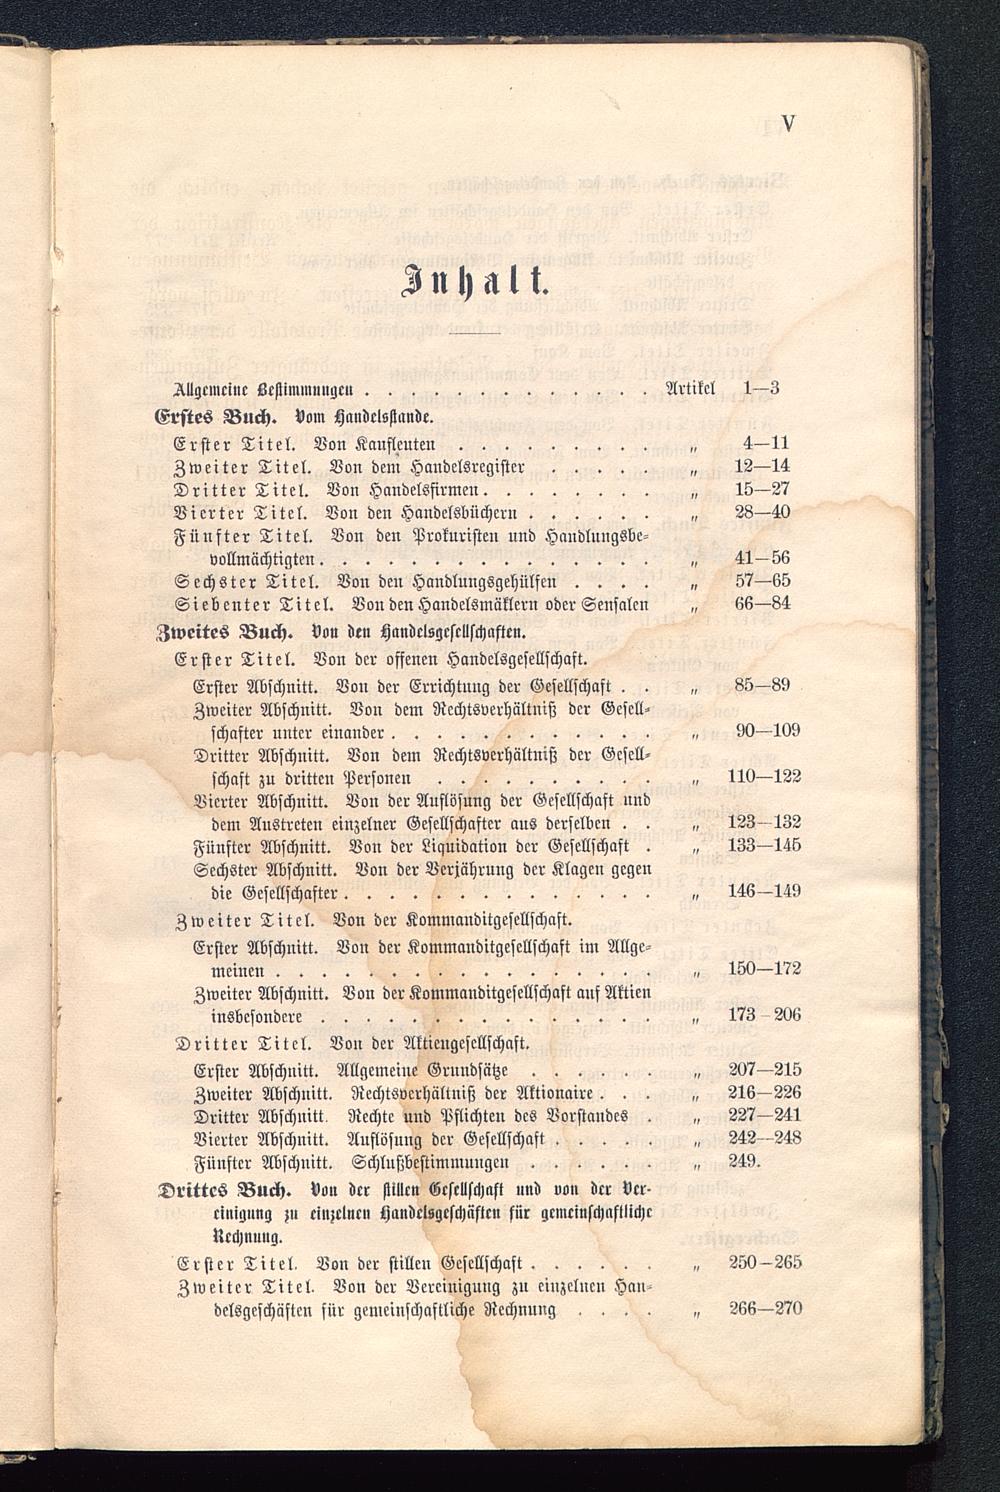 V
Inhalt.
Allgemeine Bestimmungen . . . . . . . . . . . . . Artikel 1—3
Erstes Buch. Vom Handelsstande.
Erster Titel. Von Kaufleuten . . . . . . . . . „ 4—11
Zweiter Titel. Von dem Handelsregister . . . . . „ 12—14
Dritter Titel. Von Handelsfirmen . . . . . . . . „ 15—27
Vierter Titel. Von den Handelsbüchern . . . . . . „ 28—40
Fünfter Titel. Von den Prokuristen und Handlungsbe-
vollmächtigten . . . . . . . . . . . . . . . „ 41—56
Sechster Titel. Von den Handlungsgehülfen . . . . „ 57—65
Siebenter Titel. Von den Handelsmäklern oder Sensalen „ 66—84
Zweites Buch. Von den Handelsgesellschaften.
Erster Titel. Von der offenen Handelsgesellschaft.
Erster Abschnitt. Von der Errichtung der Gesellschaft . . „ 85—89
Zweiter Abschnitt. Von dem Rechtsverhältniß der Gesell-
schafter unter einander . . . . . . . . . . . . „ 90—109
Dritter Abschnitt. Von dem Rechtsverhältniß der Gesell-
schaft zu dritten Personen . . . . . . . . . . „ 110—122
Vierter Abschnitt. Von der Auflösung der Gesellschaft und
dem Austreten einzelner Gesellschafter aus derselben . „ 123—132
Fünfter Abschnitt. Von der Liquidation der Gesellschaft . „ 133—145
Sechster Abschnitt. Von der Verjährung der Klagen gegen
die Gesellschafter . . . . . . . . . . . . . . „ 146—149
Zweiter Titel. Von der Kommanditgesellschaft.
Erster Abschnitt. Von der Kommanditgesellschaft im Allge-
meinen . . . . . . . . . . . . . . . . . „ 150—172
Zweiter Abschnitt. Von der Kommanditgesellschaft auf Aktien
insbesondere . . . . . . . . . . . . . . . „ 173–206
Dritter Titel. Von der Aktiengesellschaft.
Erster Abschnitt. Allgemeine Grundsätze . . . . . . „ 207—215
Zweiter Abschnitt. Rechtsverhältniß der Aktionaire . . . „ 216—226
Dritter Abschnitt. Rechte und Pflichten des Vorstandes . „ 227—241
Vierter Abschnitt. Auflösung der Gesellschaft . . . . . „ 242—248
Fünfter Abschnitt. Schlußbestimmungen . . . . . . „ 249.
Drittes Buch. Von der stillen Gesellschaft und von der Ver-
einigung zu einzelnen Handelsgeschäften für gemeinschaftliche
Rechnung.
Erster Titel. Von der stillen Gesellschaft . . . . . . „ 250–265
Zweiter Titel. Von der Vereinigung zu einzelnen Han-
delsgeschäften für gemeinschaftliche Rechnung . . . . „ 266—270